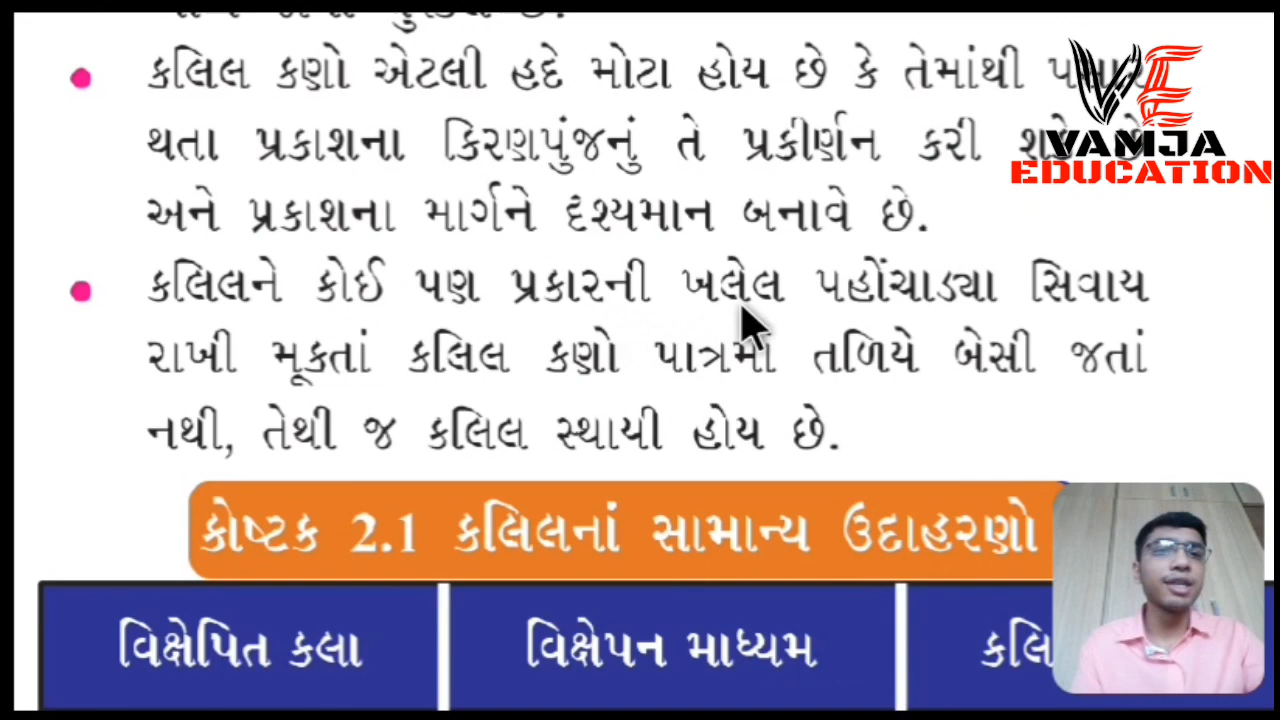 કલિલ કણો એટલી હદે મોટા હોય છે કે તેમાંથી
થતા પ્રકાશના કિરણપુંજનું તે પ્રકીર્ણન કરી
અને પ્રકાશના માર્ગને દૃશ્યમાન બનાવે છે.
કલિલને કોઈ પણ પ્રકારની ખલેલ પહોંચાડ્યા સિવાય
રાખી મૂકતાં કલિલ કણો પાત્રમાં તળિયે બેસી જતાં
નથી, તેથી જ કલિલ સ્થાયી હોય છે.
કોષ્ટક 2.1 કલિલનાં સામાન્ય ઉદાહરણો
વિક્ષેપિત કલા
વિક્ષેપન માધ્યમ
VE
VAMJA
EDUCATION